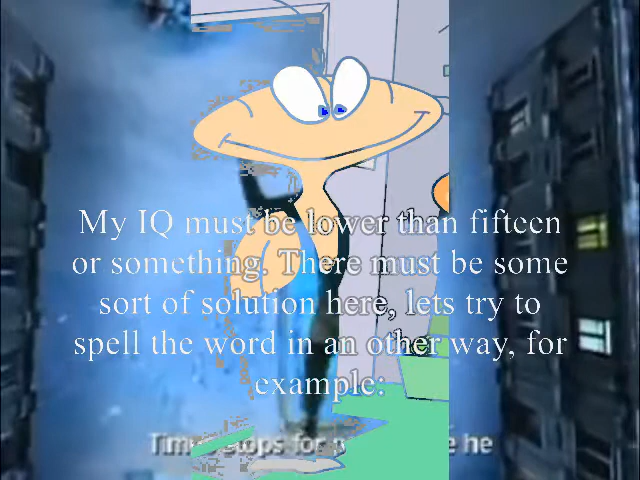 My IQ must be lower than fifteen
or something. There must be some
sort of solution here, lets try to
spell the word in an other way, for
example:
Time stops for he